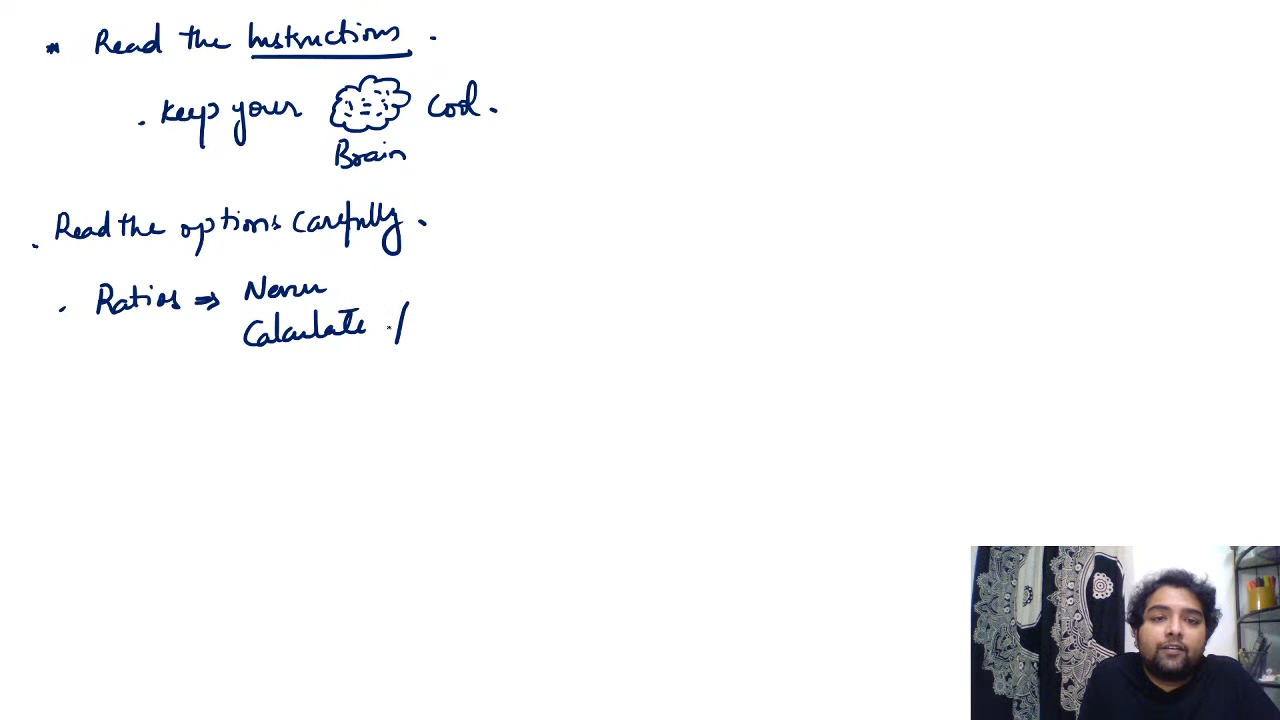 * Read the Instructions.
. Keep your cool.
Brain
. Read the options carefully.
. Ratios ⇒ Never
Calculate ./